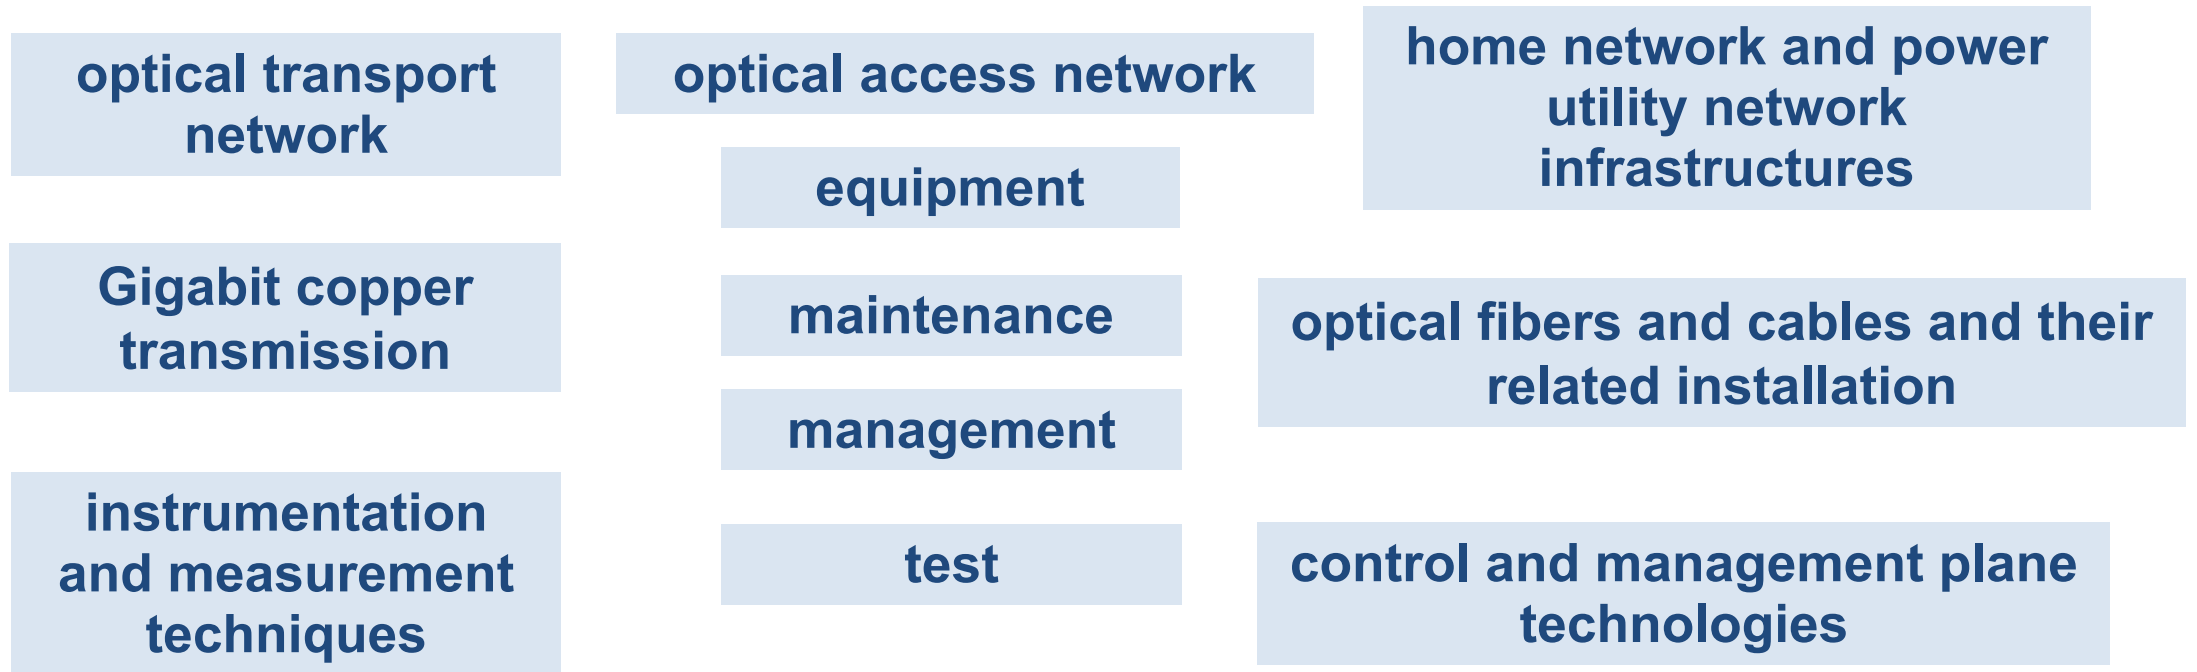 optical transport
network
optical access network
home network and power
utility network
infrastructures
equipment
Gigabit copper
transmission
maintenance
optical fibers and cables and their
related installation
management
instrumentation
and measurement
techniques
test
control and management plane
technologies